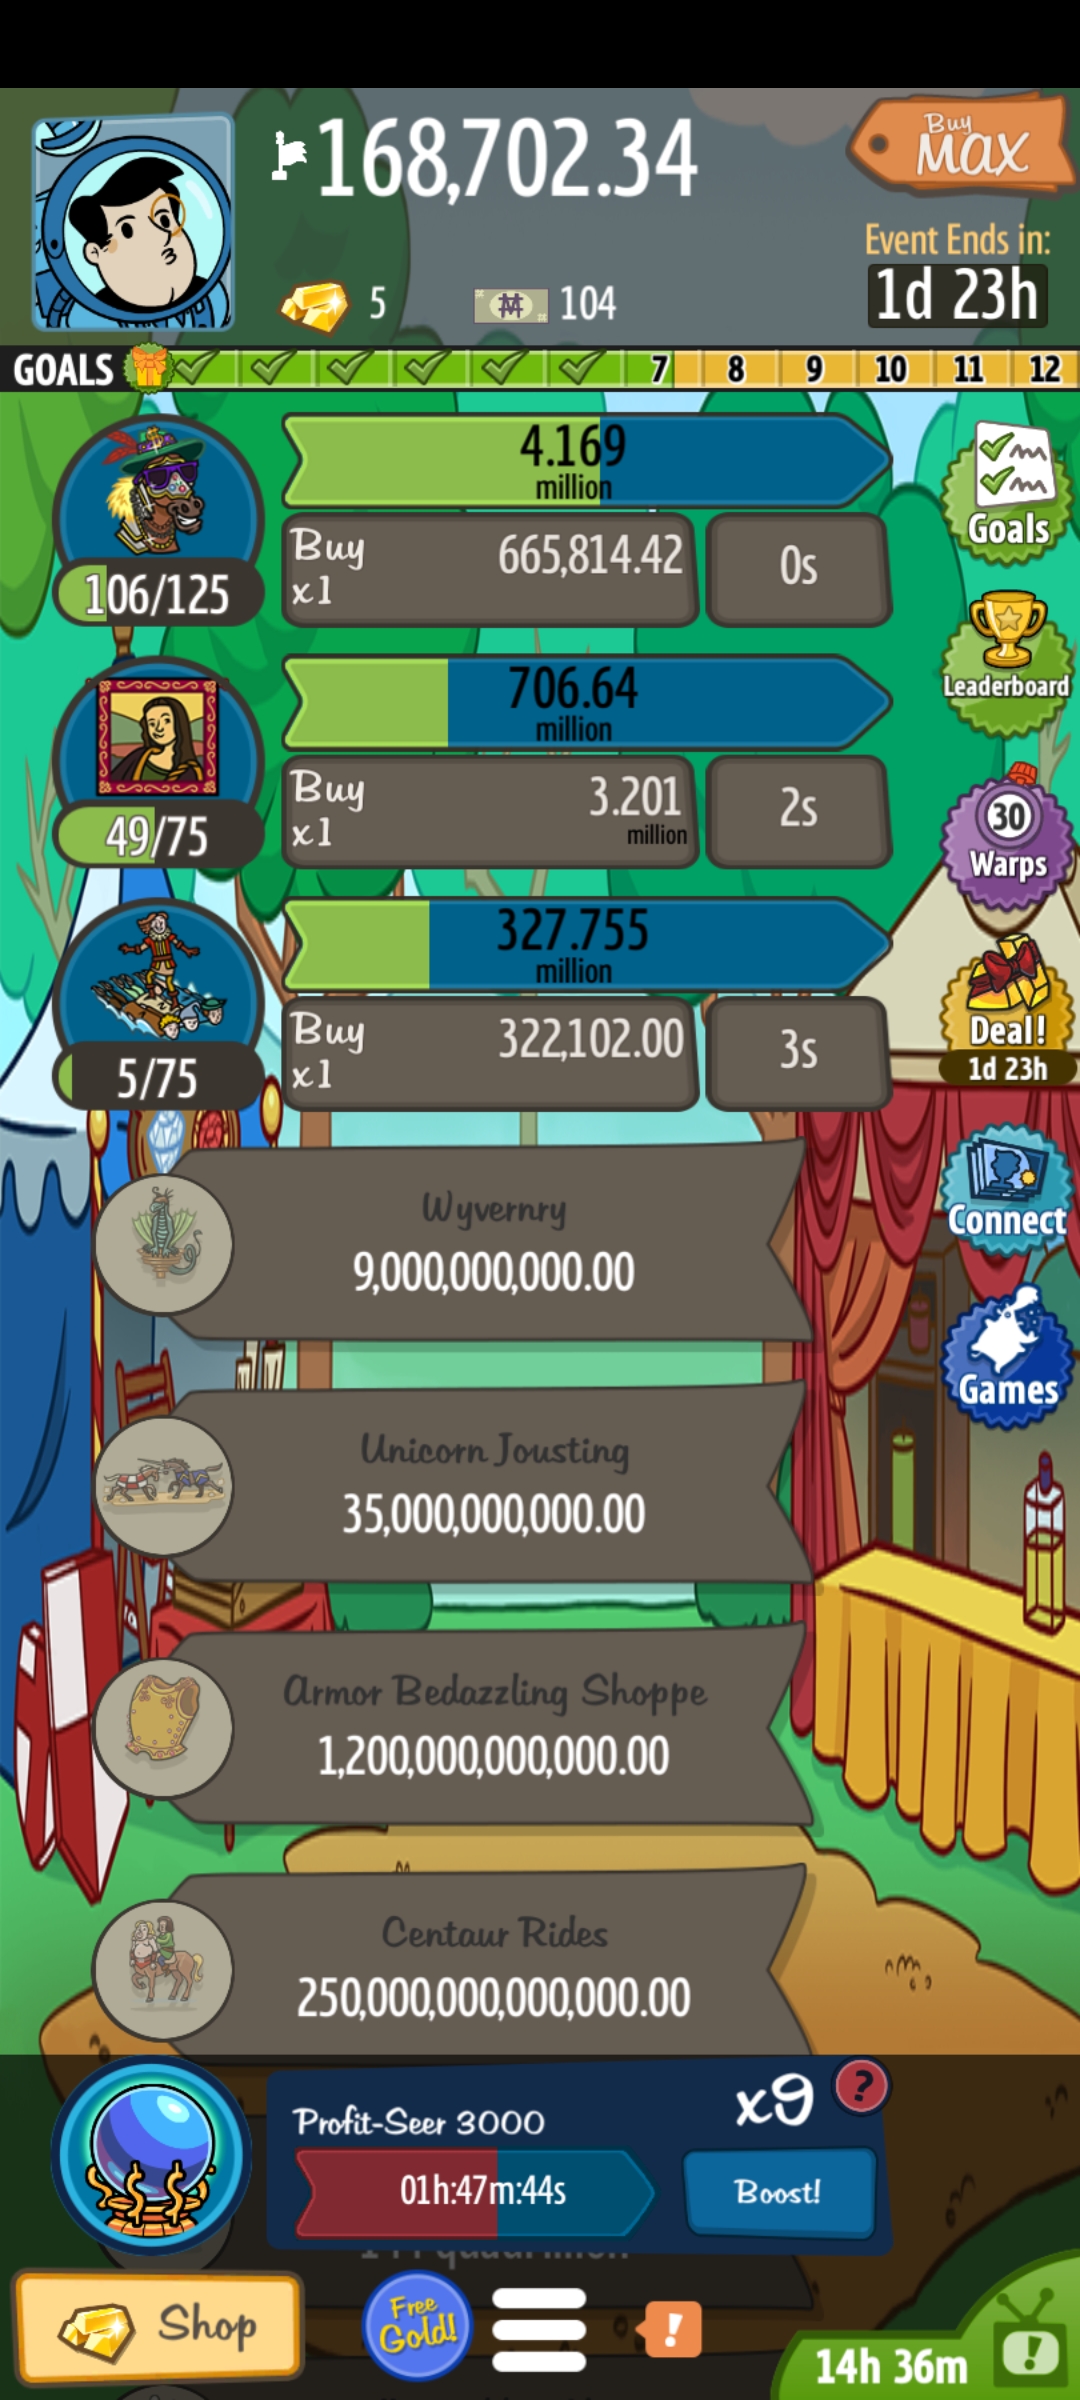 168,702.34
Buy
MAX
Event Ends in:
1d 23h
5
104
GOALS
7
8
9
10
11
12
4.169
million
Buy
x1
665,814.42
0s
106/125
Goals
Leaderboard
706.64
million
Buy
x1
3.201
million
2s
49/75
30
Warps
327.755
million
Buy
x1
322,102.00
3s
5/75
Deal!
1d 23h
Wyvernry
9,000,000,000.00
Connect
Games
Unicorn Jousting
35,000,000,000.00
Armor Bedazzling Shoppe
1,200,000,000,000.00
Centaur Rides
250,000,000,000,000.00
Profit-Seer 3000
x9
?
01h:47m:44s
Boost!
Shop
Free
Gold!
!
14h 36m
!